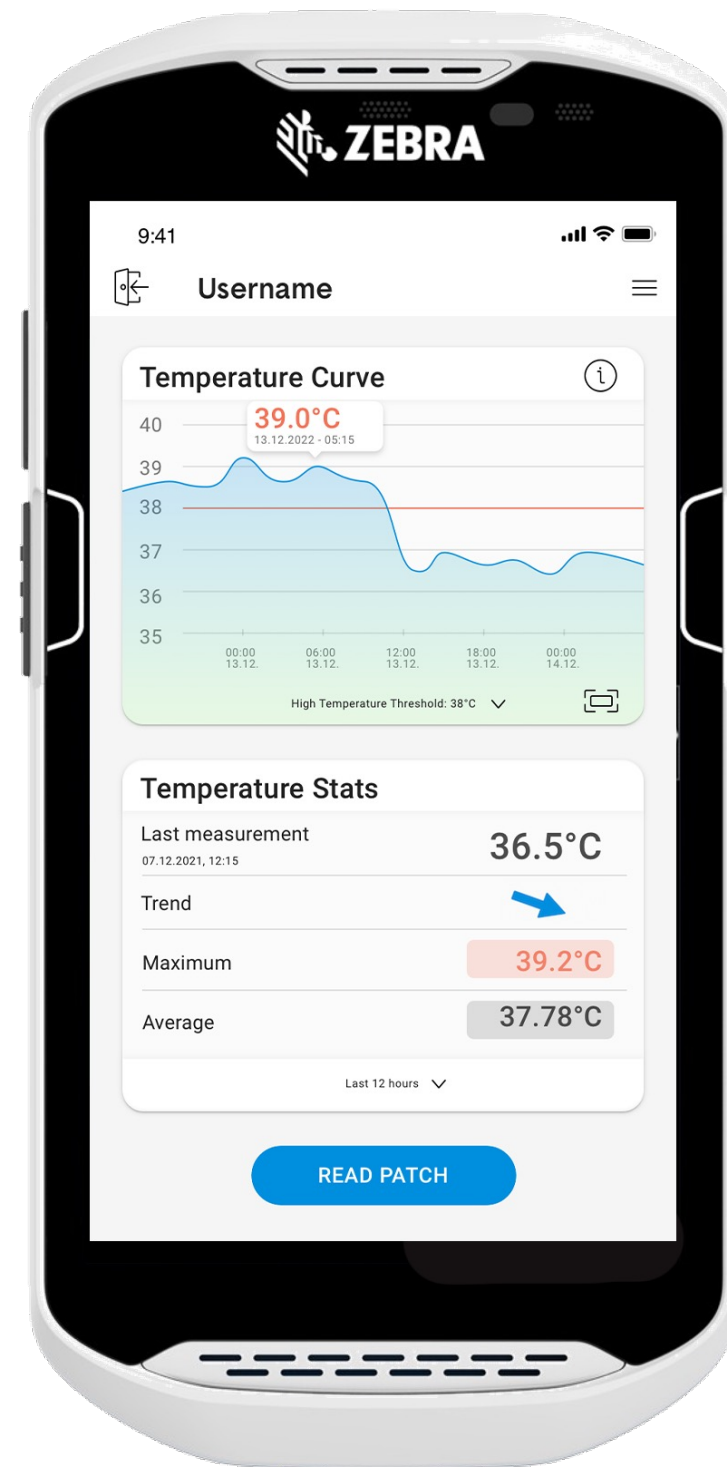 ZEBRA
9:41
Username
Temperature Curve
i
40
39.0°C
13.12.2022 - 05:15
39
38
37
36
35
00:00 06:00 12:00 18:00 00:00
13.12. 13.12. 13.12. 13.12. 14.12.
High Temperature Threshold: 38°C
Temperature Stats
Last measurement 36.5°C
07.12.2021, 12:15
Trend
Maximum 39.2°C
Average 37.78°C
Last 12 hours
READ PATCH